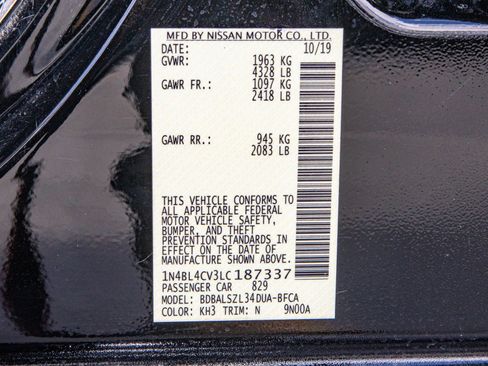 MFD BY NISSAN MOTOR CO., LTD.
DATE: 10/19
GVWR: 1963 KG
4328 LB
GAWR FR.: 1097 KG
2418 LB
GAWR RR.: 945 KG
2083 LB
THIS VEHICLE CONFORMS TO
ALL APPLICABLE FEDERAL
MOTOR VEHICLE SAFETY,
BUMPER, AND THEFT
PREVENTION STANDARDS IN
EFFECT ON THE DATE OF
MANUFACTURE SHOWN ABOVE.
1N4BL4CV3LC187337
PASSENGER CAR 829
MODEL: BDBALSZL34DUA-BFCA
COLOR: KH3 TRIM: N 9N00A